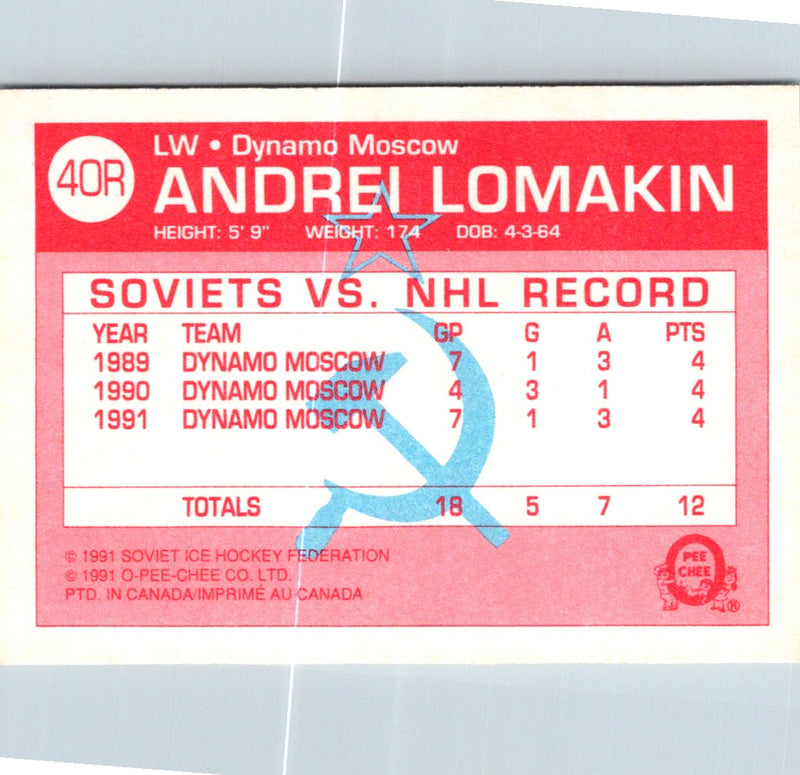 40R
LW • Dynamo Moscow
ANDREI LOMAKIN
HEIGHT: 5' 9" WEIGHT: 174 DOB: 4-3-64
SOVIETS VS. NHL RECORD
YEAR TEAM GP G A PTS
1989 DYNAMO MOSCOW 7 1 3 4
1990 DYNAMO MOSCOW 4 3 1 4
1991 DYNAMO MOSCOW 7 1 3 4
TOTALS 18 5 7 12
© 1991 SOVIET ICE HOCKEY FEDERATION
© 1991 O-PEE-CHEE CO. LTD.
PTD. IN CANADA/IMPRIMÉ AU CANADA
O
PEE
CHEE
®